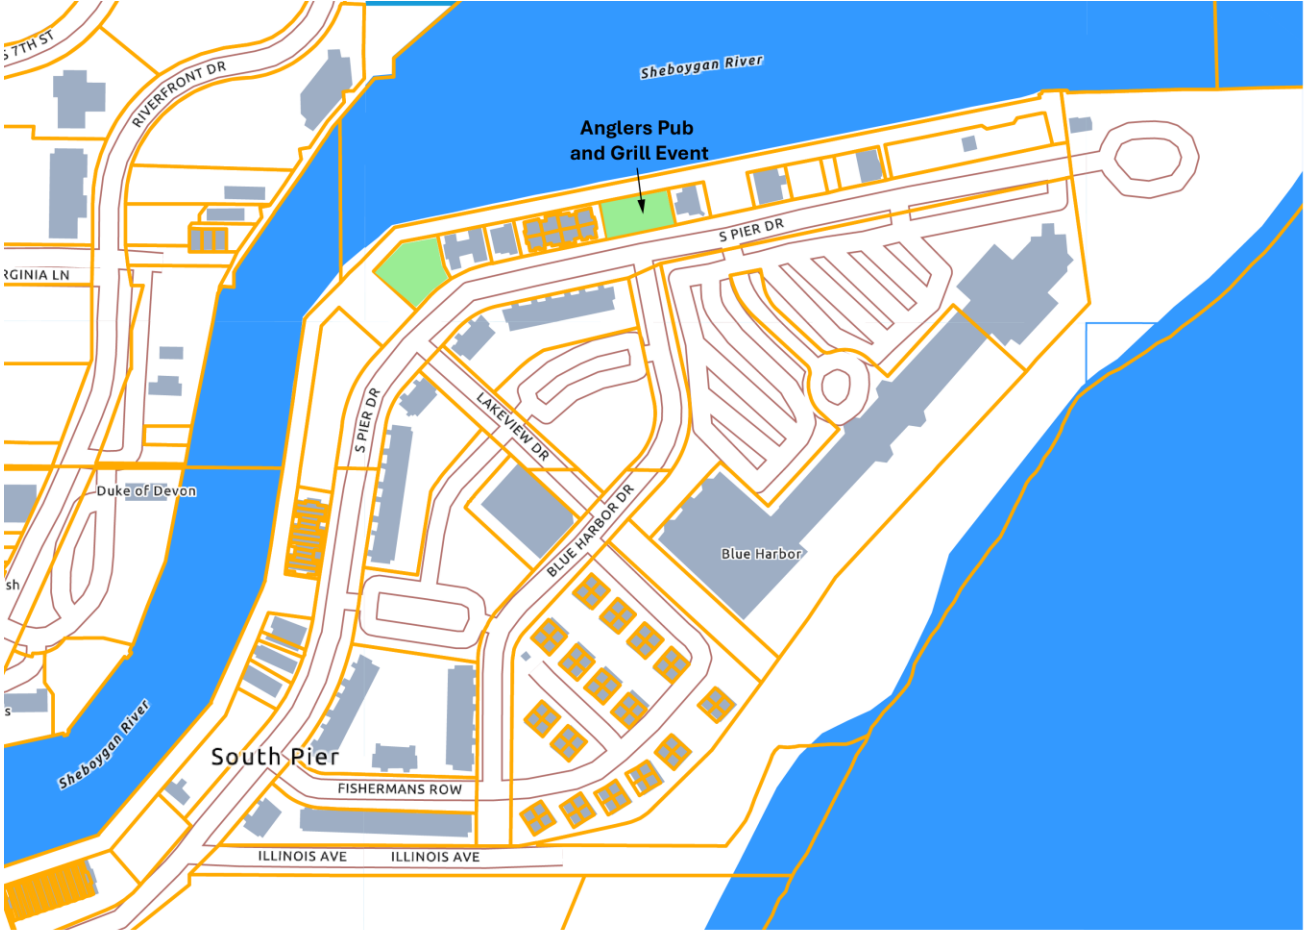 S 7TH ST
RIVERFRONT DR
Sheboygan River
Anglers Pub
and Grill Event
S PIER DR
RGINIA LN
S PIER DR
LAKEVIEW DR
Duke of Devon
BLUE HARBOR DR
Blue Harbor
sh
s
Sheboygan River
South Pier
FISHERMANS ROW
ILLINOIS AVE
ILLINOIS AVE